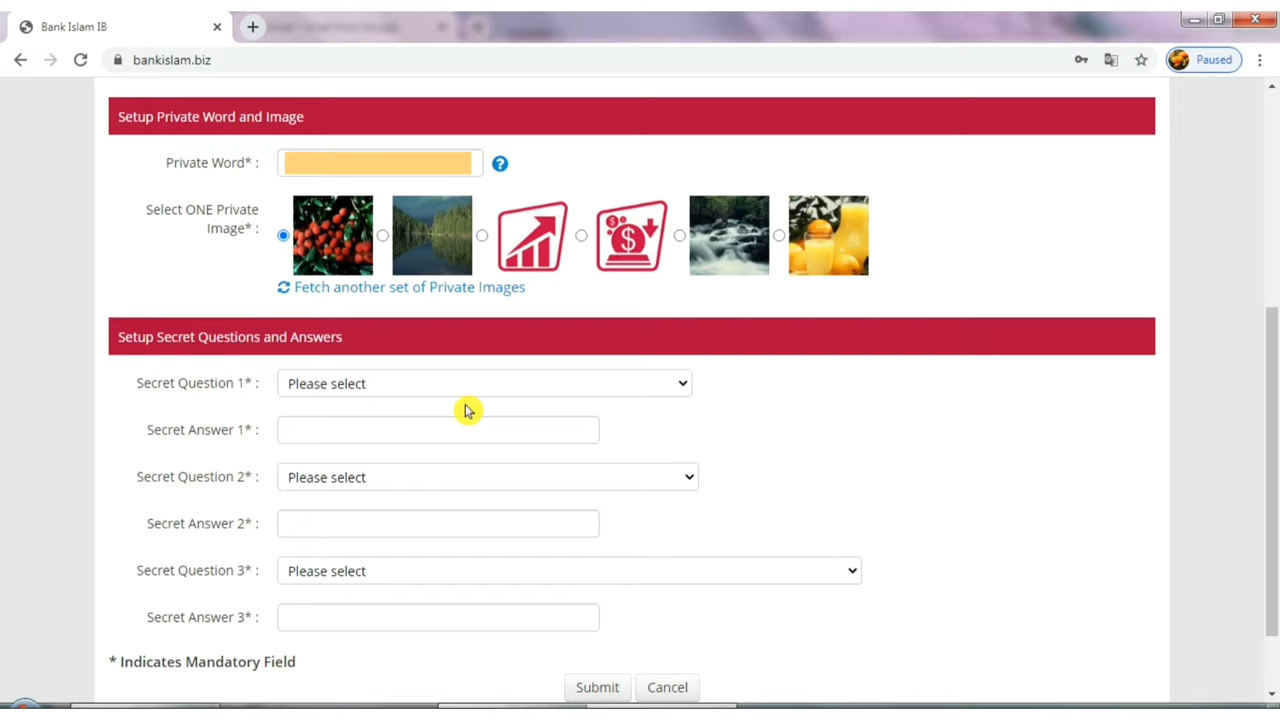 Bank Islam IB
bankislam.biz
Paused
Setup Private Word and Image
Private Word* :
Select ONE Private
Image* :
Fetch another set of Private Images
Setup Secret Questions and Answers
Secret Question 1* :
Please select
Secret Answer 1* :
Secret Question 2* :
Please select
Secret Answer 2* :
Secret Question 3* :
Please select
Secret Answer 3* :
* Indicates Mandatory Field
Submit
Cancel